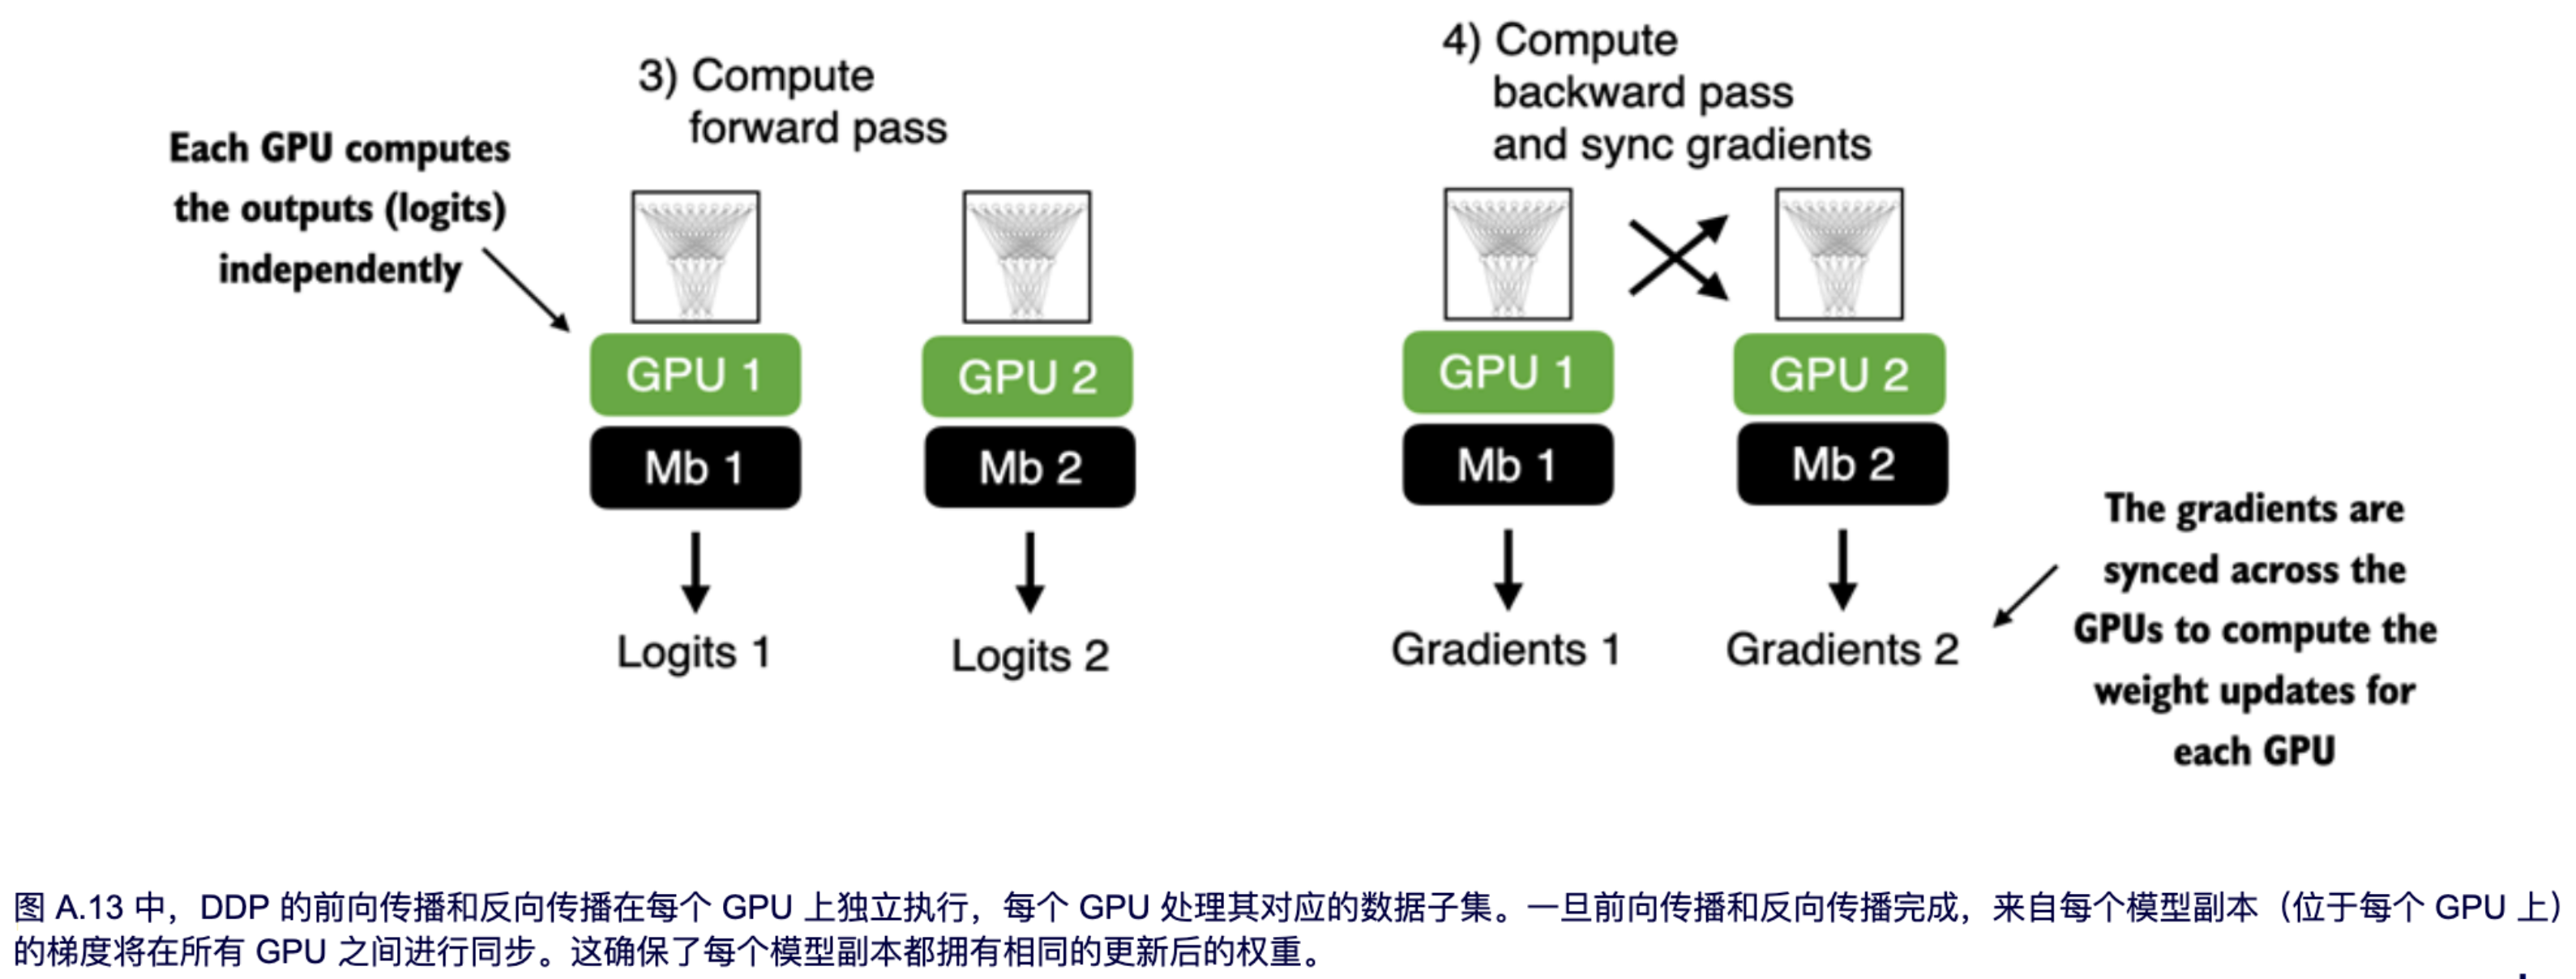 3) Compute
forward pass
Each GPU computes
the outputs (logits)
independently
GPU 1
GPU 2
Mb 1
Mb 2
Logits 1
Logits 2
4) Compute
backward pass
and sync gradients
GPU 1
GPU 2
Mb 1
Mb 2
Gradients 1
Gradients 2
The gradients are
synced across the
GPUs to compute the
weight updates for
each GPU
图 A.13 中，DDP 的前向传播和反向传播在每个 GPU 上独立执行，每个 GPU 处理其对应的数据子集。一旦前向传播和反向传播完成，来自每个模型副本（位于每个 GPU 上）
的梯度将在所有 GPU 之间进行同步。这确保了每个模型副本都拥有相同的更新后的权重。